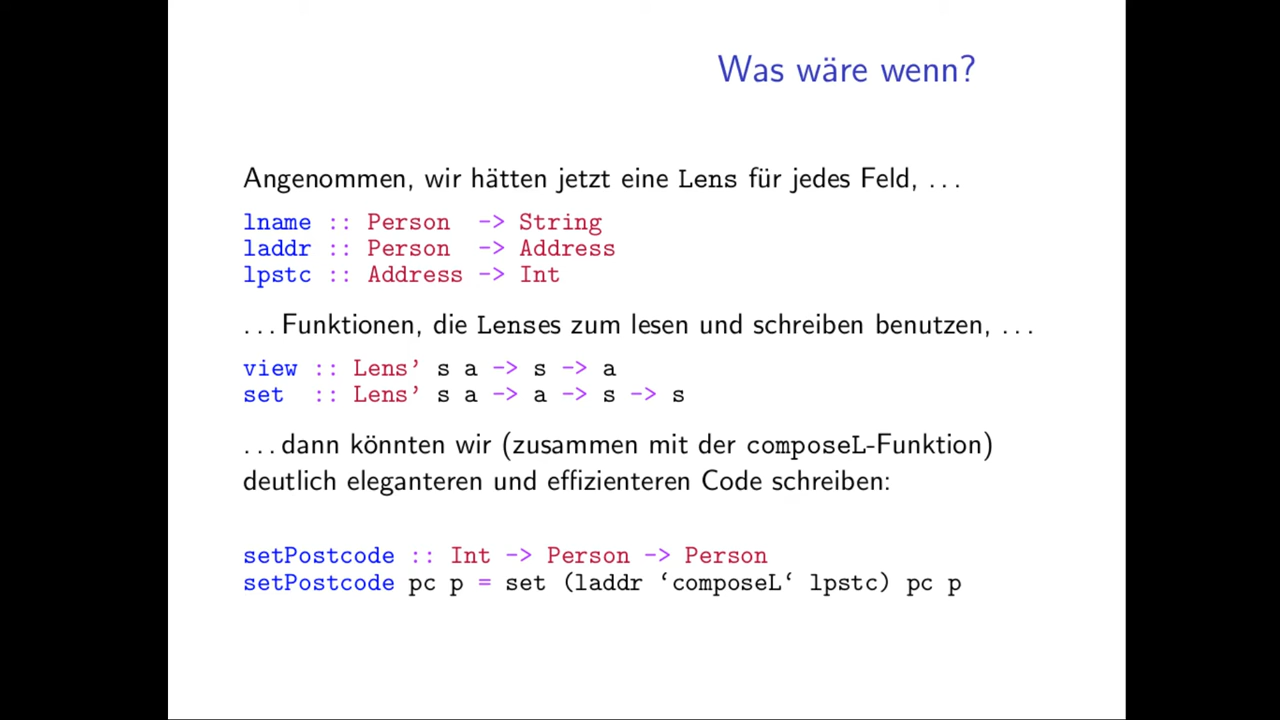 Was wäre wenn?
Angenommen, wir hätten jetzt eine Lens für jedes Feld, ...
lname :: Person  -> String
laddr :: Person  -> Address
lpstc :: Address -> Int
...Funktionen, die Lenses zum lesen und schreiben benutzen, ...
view :: Lens’ s a -> s -> a
set  :: Lens’ s a -> a -> s -> s
...dann könnten wir (zusammen mit der composeL-Funktion)
deutlich eleganteren und effizienteren Code schreiben:
setPostcode :: Int -> Person -> Person
setPostcode pc p = set (laddr ‘composeL‘ lpstc) pc p